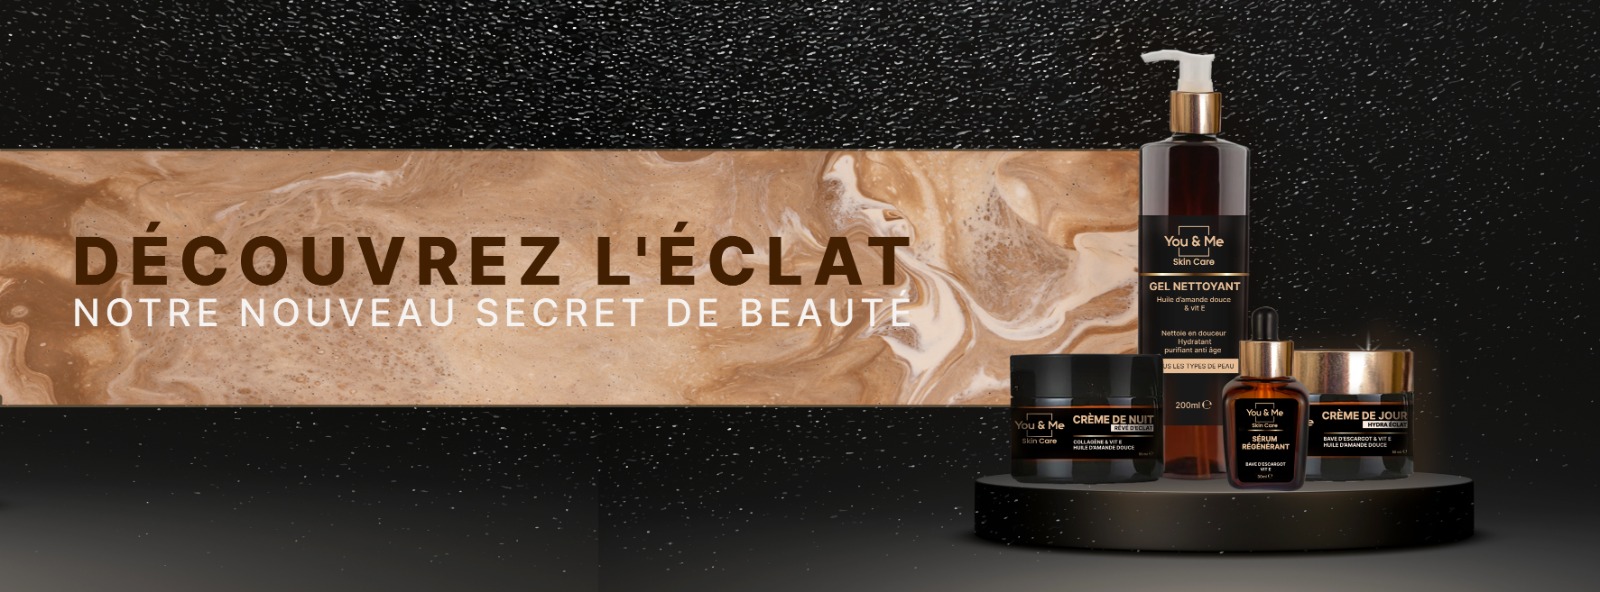 DÉCOUVREZ L'ÉCLAT
NOTRE NOUVEAU SECRET DE BEAUTÉ
You & Me
Skin Care
GEL NETTOYANT
Huile d'amande douce
& vit E
Nettoie en douceur
Hydratant
purifiant anti âge
US LES TYPES DE PEAU
200ml ℮
You & Me
Skin Care
CRÈME DE NUIT
RÊVE D'ÉCLAT
COLLAGÈNE & VIT E
HUILE D'AMANDE DOUCE
You & Me
Skin Care
SÉRUM
RÉGÉNÉRANT
BAVE D'ESCARGOT
VIT E
CRÈME DE JOUR
HYDRA ÉCLAT
BAVE D'ESCARGOT & VIT E
HUILE D'AMANDE DOUCE